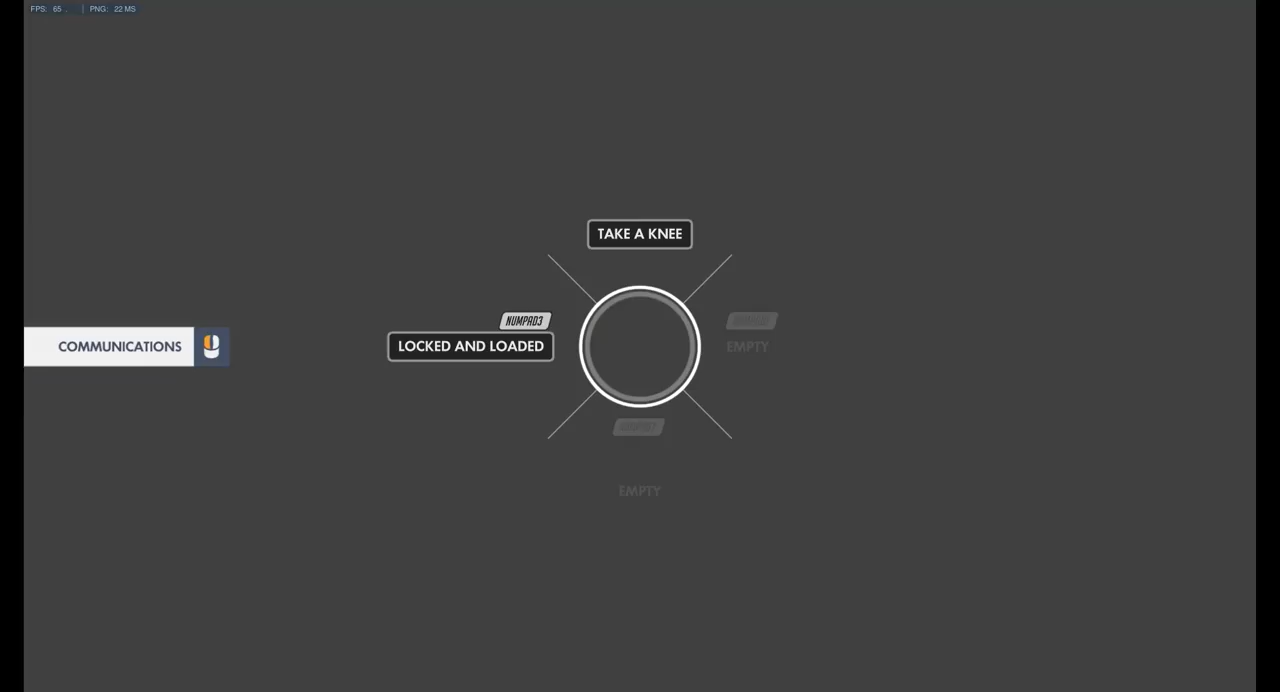 FPS: 65 . | PNG: 22 MS
TAKE A KNEE
NUMPAD3
LOCKED AND LOADED
EMPTY
COMMUNICATIONS
EMPTY